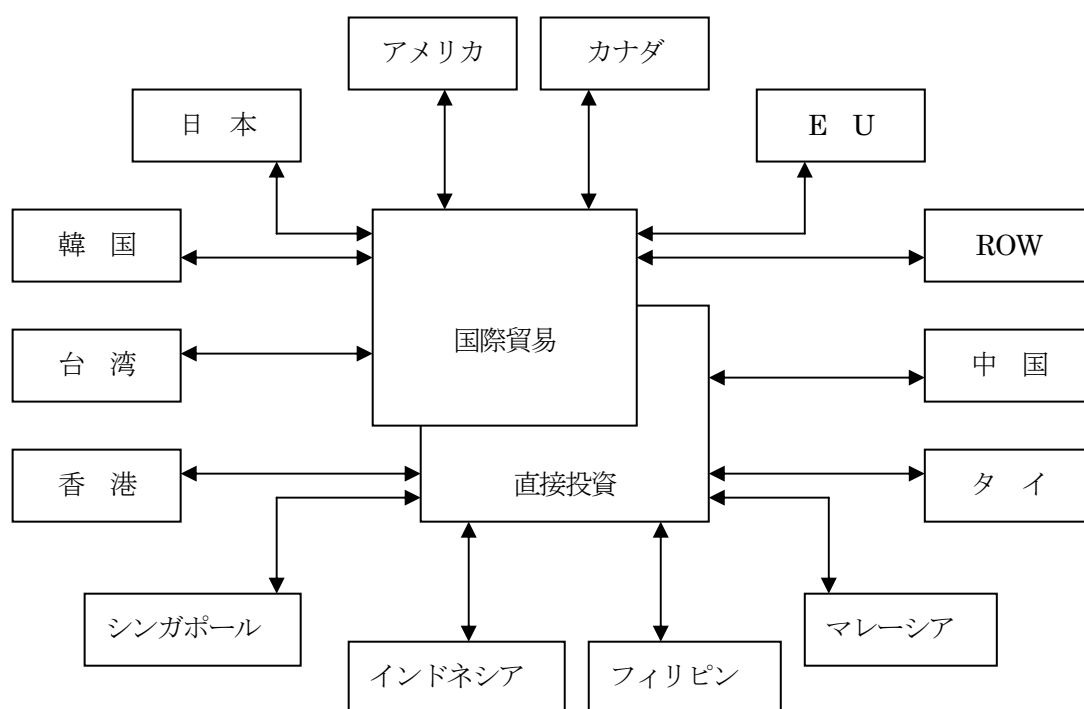 アメリカ
カナダ
日　本
E　U
韓　国
ROW
国際貿易
台　湾
中　国
香　港
直接投資
タ　イ
シンガポール
マレーシア
インドネシア
フィリピン